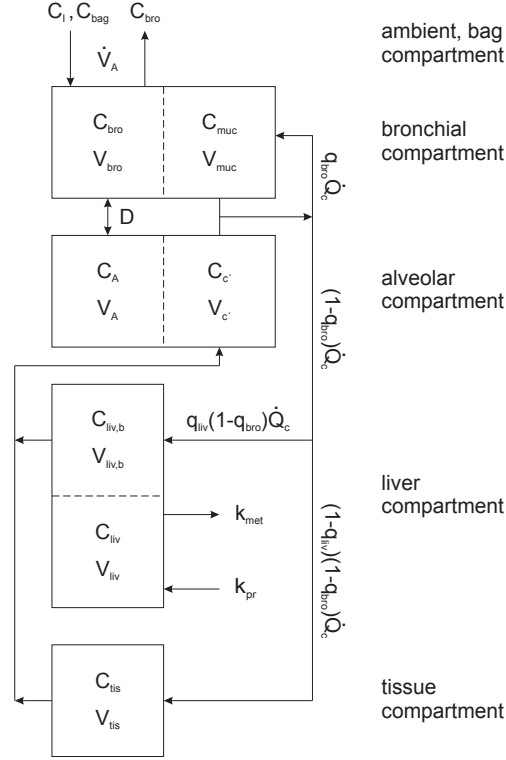 C_I , C_bag C_bro
V̇_A
ambient, bag
compartment
C_bro C_muc
V_bro V_muc
bronchial
compartment
q_bro Q̇_c
D
C_A C_c´
V_A V_c´
alveolar
compartment
(1-q_bro)Q̇_c
C_liv,b
V_liv,b
q_liv(1-q_bro)Q̇_c
C_liv
V_liv
k_met
k_pr
liver
compartment
(1-q_liv)(1-q_bro)Q̇_c
C_tis
V_tis
tissue
compartment